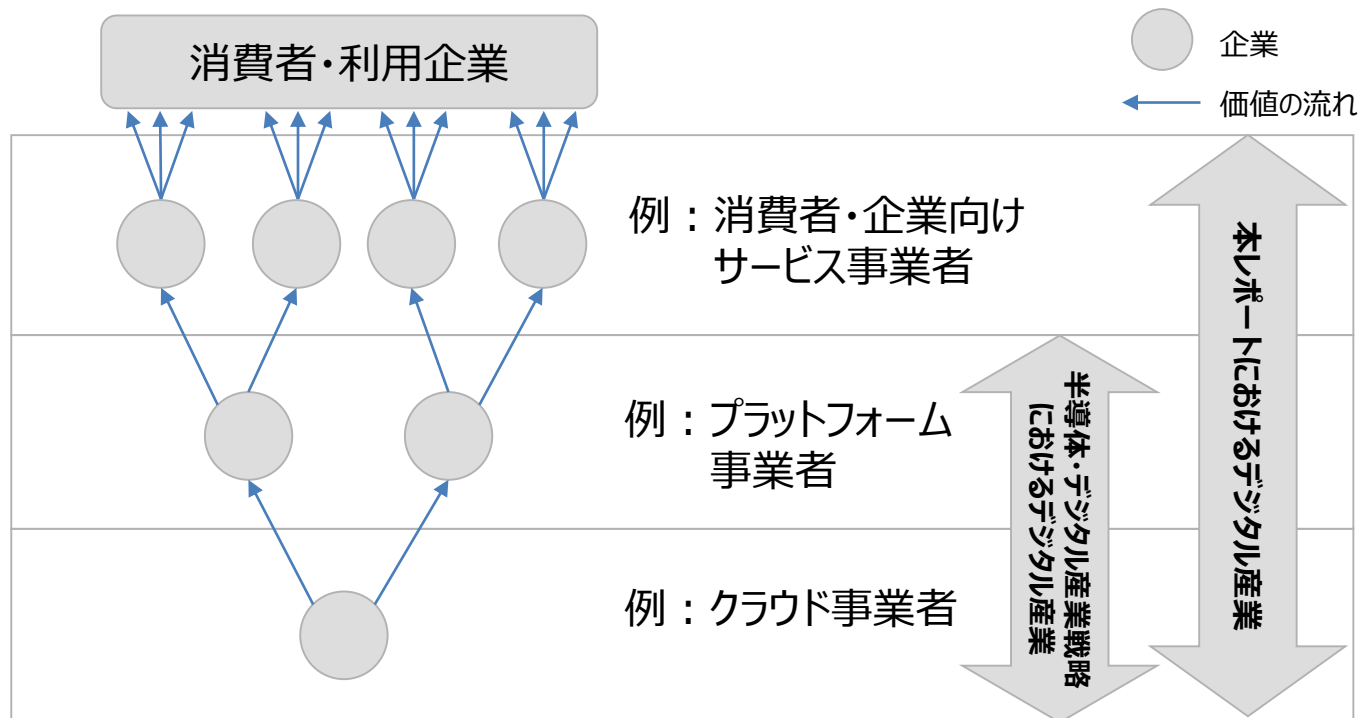 消費者・利用企業
企業
価値の流れ
例：消費者・企業向け
サービス事業者
例：プラットフォーム
事業者
例：クラウド事業者
半導体・デジタル産業戦略
におけるデジタル産業
本レポートにおけるデジタル産業